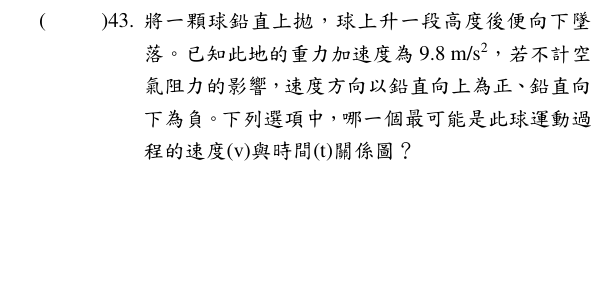 (　　)43. 將一顆球鉛直上拋，球上升一段高度後便向下墜
落。已知此地的重力加速度為 9.8 m/s²，若不計空
氣阻力的影響，速度方向以鉛直向上為正、鉛直向
下為負。下列選項中，哪一個最可能是此球運動過
程的速度(v)與時間(t)關係圖？